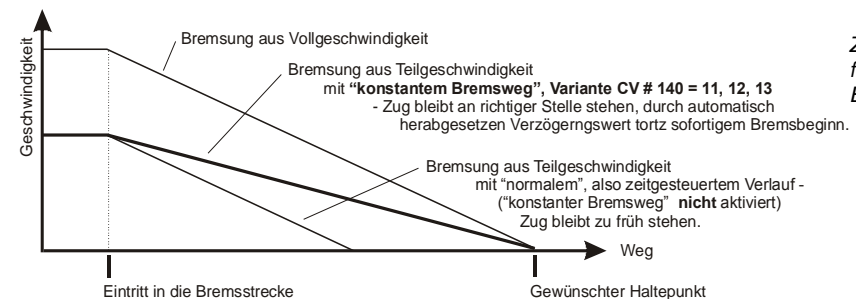 Geschwindigkeit
Bremsung aus Vollgeschwindigkeit
Bremsung aus Teilgeschwindigkeit
mit “konstantem Bremsweg”, Variante CV # 140 = 11, 12, 13
- Zug bleibt an richtiger Stelle stehen, durch automatisch
herabgesetzen Verzögerngswert tortz sofortigem Bremsbeginn.
Bremsung aus Teilgeschwindigkeit
mit “normalem”, also zeitgesteuertem Verlauf -
(“konstanter Bremsweg” nicht aktiviert)
Zug bleibt zu früh stehen.
Weg
Eintritt in die Bremsstrecke
Gewünschter Haltepunkt